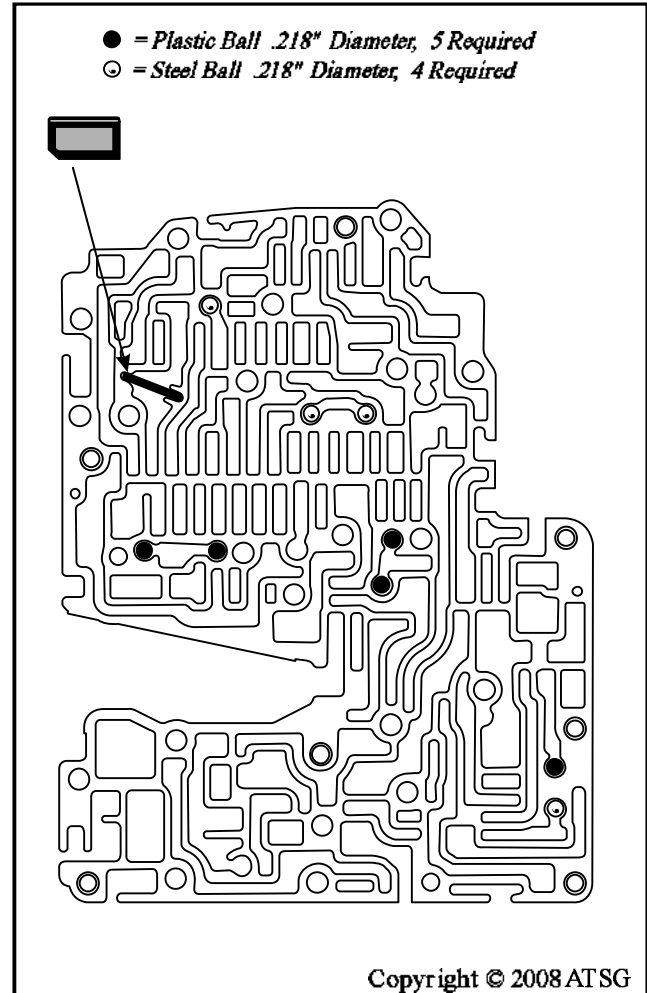 = Plastic Ball .218" Diameter, 5 Required
= Steel Ball .218" Diameter, 4 Required
Copyright © 2008 ATSG